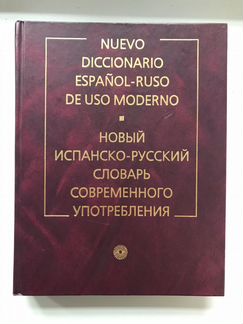 NUEVO
DICCIONARIO
ESPAÑOL-RUSO
DE USO MODERNO
НОВЫЙ
ИСПАНСКО-РУССКИЙ
СЛОВАРЬ
СОВРЕМЕННОГО
УПОТРЕБЛЕНИЯ